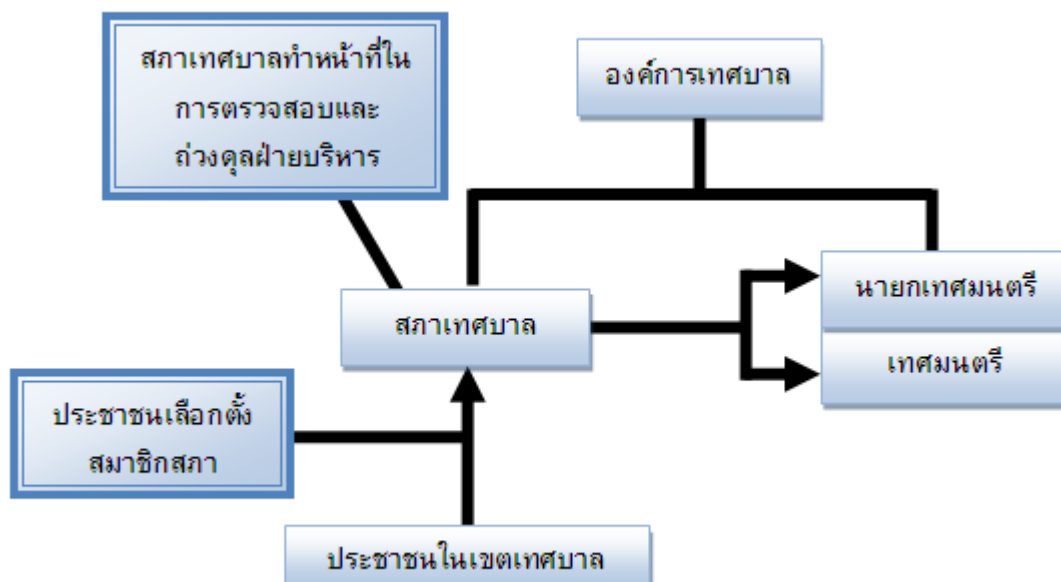 สภาเทศบาลทำหน้าที่ใน
การตรวจสอบและ
ถ่วงดุลฝ่ายบริหาร
องค์การเทศบาล
นายกเทศมนตรี
สภาเทศบาล
เทศมนตรี
ประชาชนเลือกตั้ง
สมาชิกสภา
ประชาชนในเขตเทศบาล